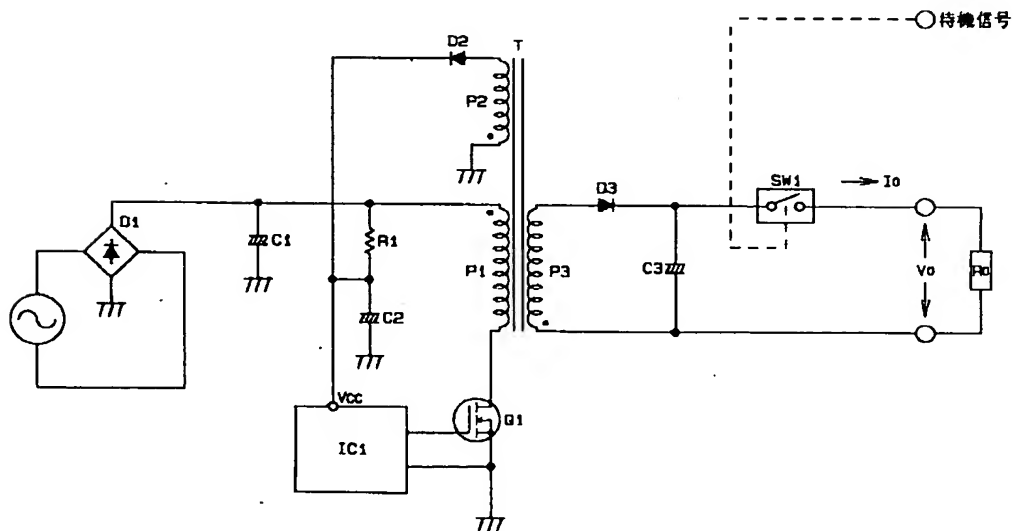 待機信号
D2
T
P2
SW1
Io
D3
D1
C1
R1
P1
P3
C3
Vo
Ro
C2
Vcc
Q1
IC1